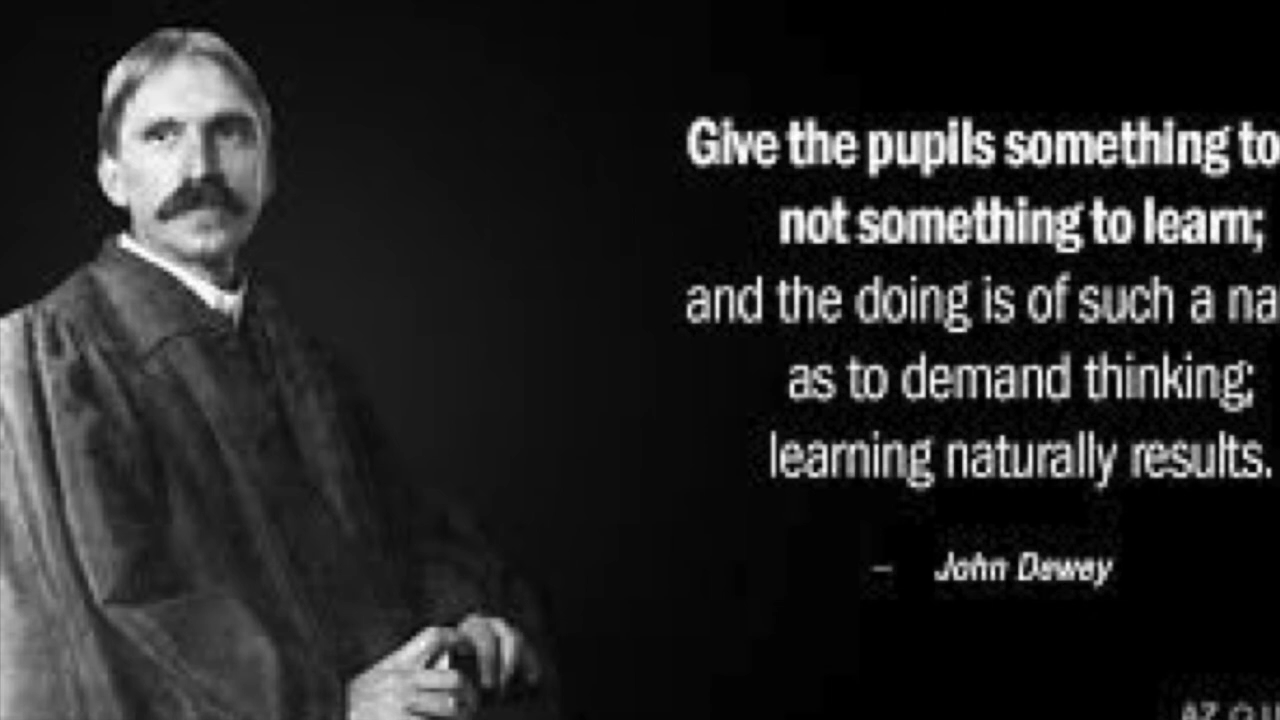 Give the pupils something to
not something to learn;
and the doing is of such a na
as to demand thinking;
learning naturally results.
– John Dewey